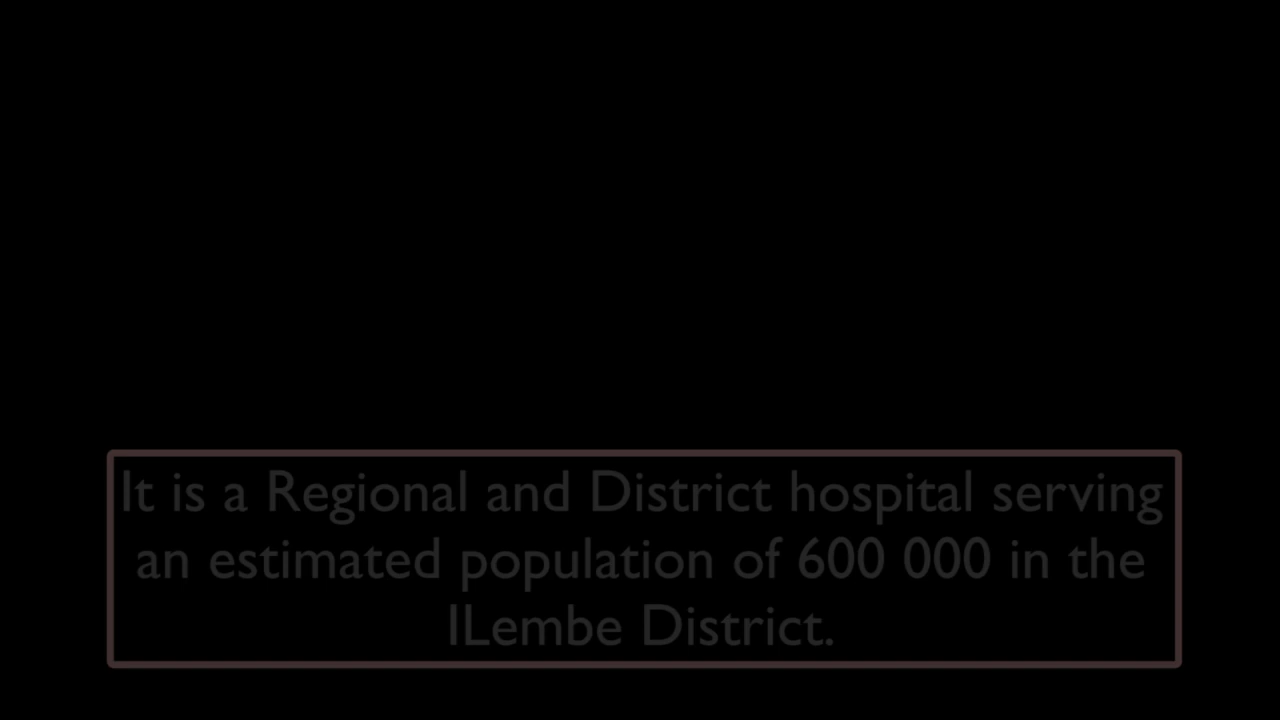 It is a Regional and District hospital serving
an estimated population of 600 000 in the
ILembe District.